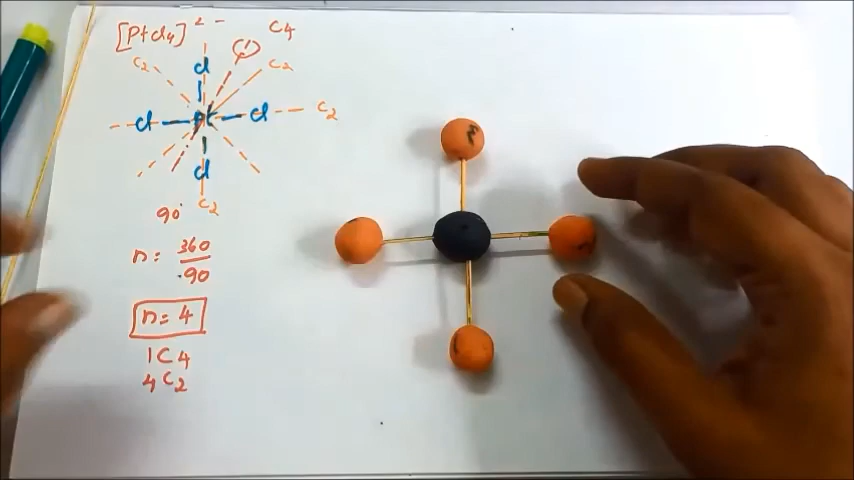 [Ptcl4]2-
C4
C2
C2
cl
cl
Pt
cl
C2
cl
C2
90°
n = 360
90
n = 4
1C4
4C2